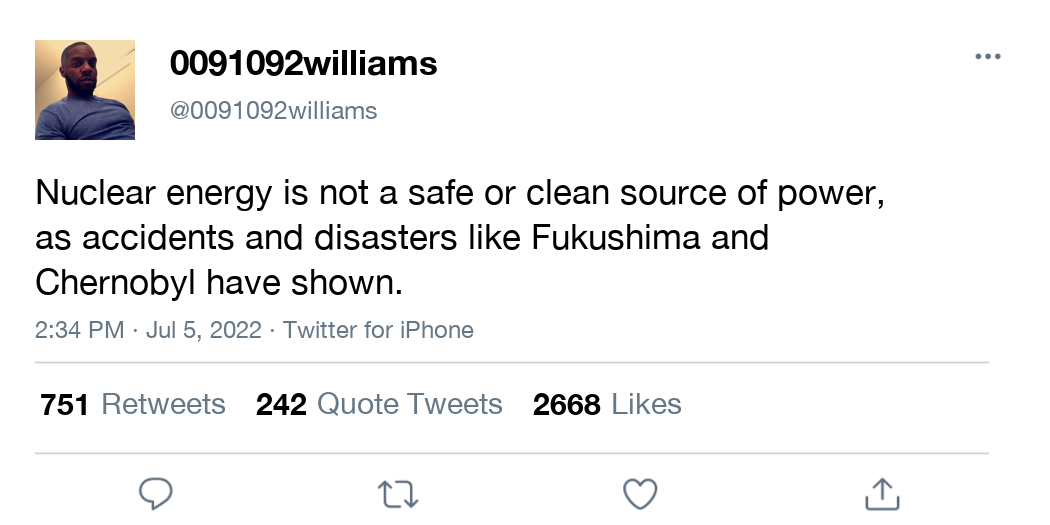 0091092williams
@0091092williams
Nuclear energy is not a safe or clean source of power,
as accidents and disasters like Fukushima and
Chernobyl have shown.
2:34 PM · Jul 5, 2022 · Twitter for iPhone
751 Retweets 242 Quote Tweets 2668 Likes